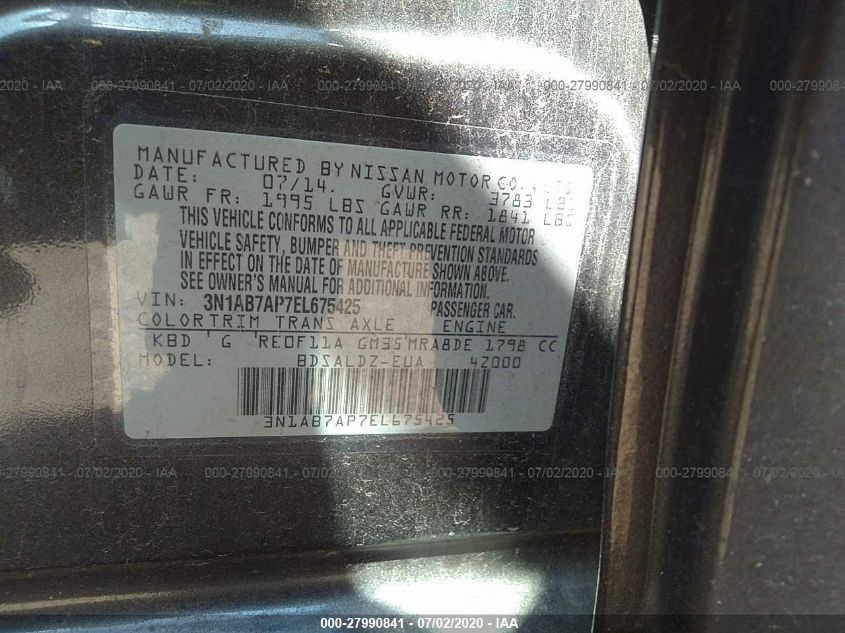 MANUFACTURED BY NISSAN MOTOR CO.,
DATE: 07/14. GVWR: 3783 LBS
GAWR FR: 1995 LBS GAWR RR: 1841 LBS
THIS VEHICLE CONFORMS TO ALL APPLICABLE FEDERAL MOTOR
VEHICLE SAFETY, BUMPER AND THEFT PREVENTION STANDARDS
IN EFFECT ON THE DATE OF MANUFACTURE SHOWN ABOVE.
SEE OWNER'S MANUAL FOR ADDITIONAL INFORMATION.
VIN: 3N1AB7AP7EL675425 PASSENGER CAR.
COLOR TRIM TRANS AXLE ENGINE
KBD G RE0F11A GM35 MRA8DE 1798 CC
MODEL: BDSALDZ-EUA 4Z000
3N1AB7AP7EL675425
000-27990841 - 07/02/2020 - IAA